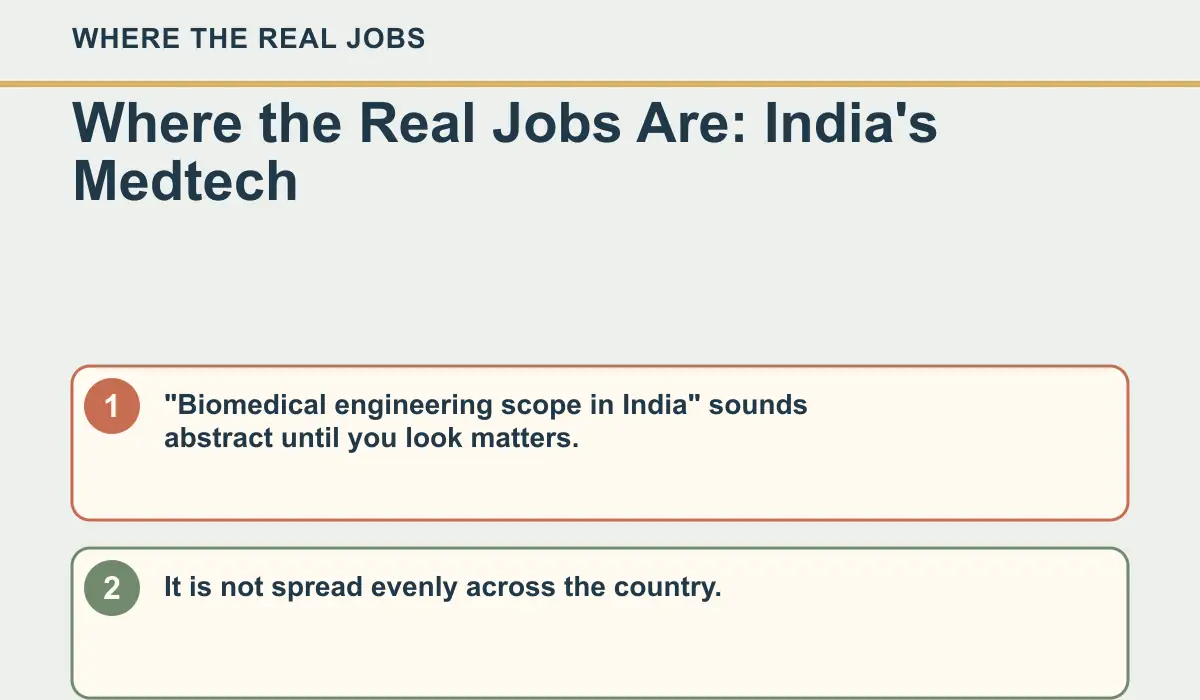 WHERE THE REAL JOBS
Where the Real Jobs Are: India's
Medtech
1
"Biomedical engineering scope in India" sounds
abstract until you look matters.
2
It is not spread evenly across the country.